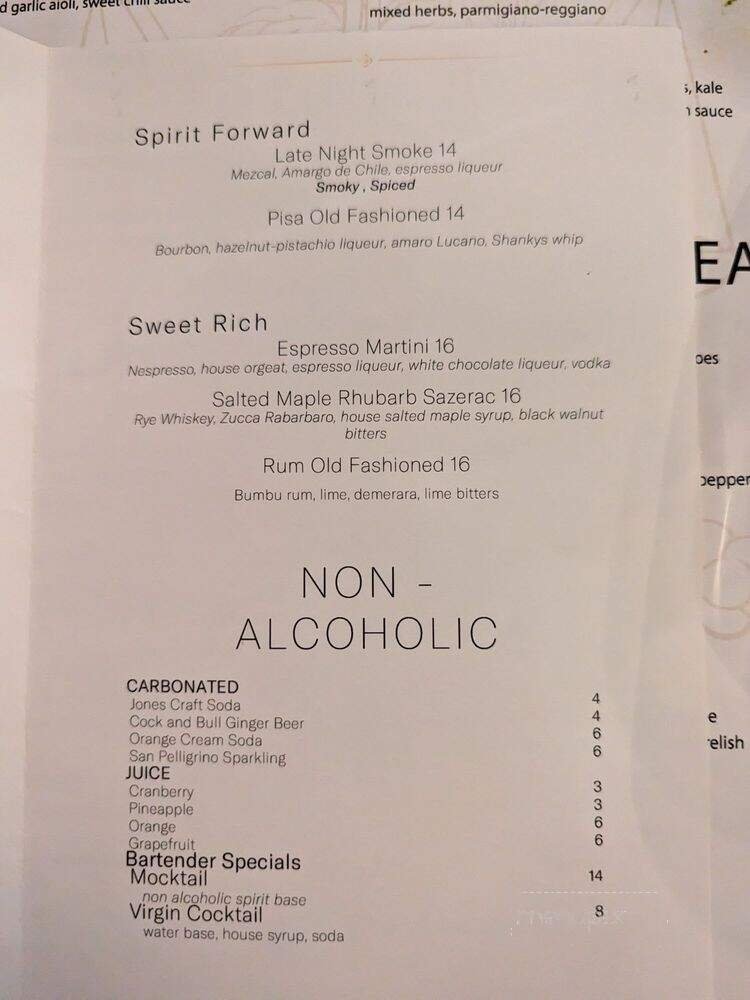 d garlic aioli, sweet chili sauce
mixed herbs, parmigiano-reggiano
s, kale
n sauce
EA
oes
pepper
e
relish
Spirit Forward
Late Night Smoke 14
Mezcal, Amargo de Chile, espresso liqueur
Smoky , Spiced
Pisa Old Fashioned 14
Bourbon, hazelnut-pistachio liqueur, amaro Lucano, Shankys whip
Sweet Rich
Espresso Martini 16
Nespresso, house orgeat, espresso liqueur, white chocolate liqueur, vodka
Salted Maple Rhubarb Sazerac 16
Rye Whiskey, Zucca Rabarbaro, house salted maple syrup, black walnut
bitters
Rum Old Fashioned 16
Bumbu rum, lime, demerara, lime bitters
NON -
ALCOHOLIC
CARBONATED
Jones Craft Soda 4
Cock and Bull Ginger Beer 4
Orange Cream Soda 6
San Pelligrino Sparkling 6
JUICE
Cranberry 3
Pineapple 3
Orange 6
Grapefruit 6
Bartender Specials
Mocktail 14
non alcoholic spirit base
Virgin Cocktail 8
water base, house syrup, soda